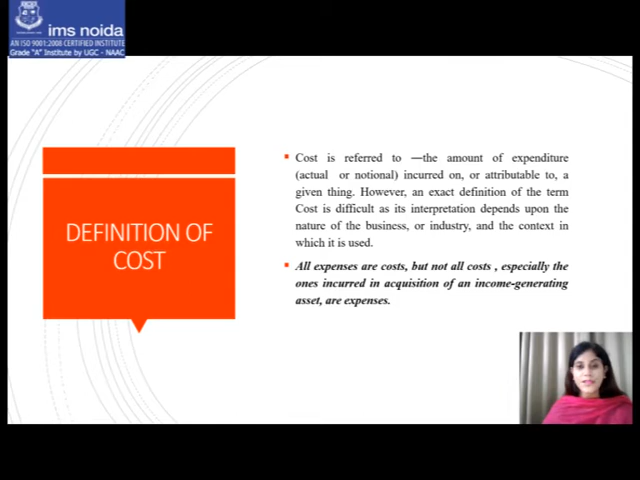 ims noida
AN ISO 9001:2008 CERTIFIED INSTITUTE
Grade "A" Institute by UGC - NAAC
DEFINITION OF
COST
Cost is referred to ―the amount of expenditure
(actual or notional) incurred on, or attributable to, a
given thing. However, an exact definition of the term
Cost is difficult as its interpretation depends upon the
nature of the business, or industry, and the context in
which it is used.
All expenses are costs, but not all costs , especially the
ones incurred in acquisition of an income-generating
asset, are expenses.